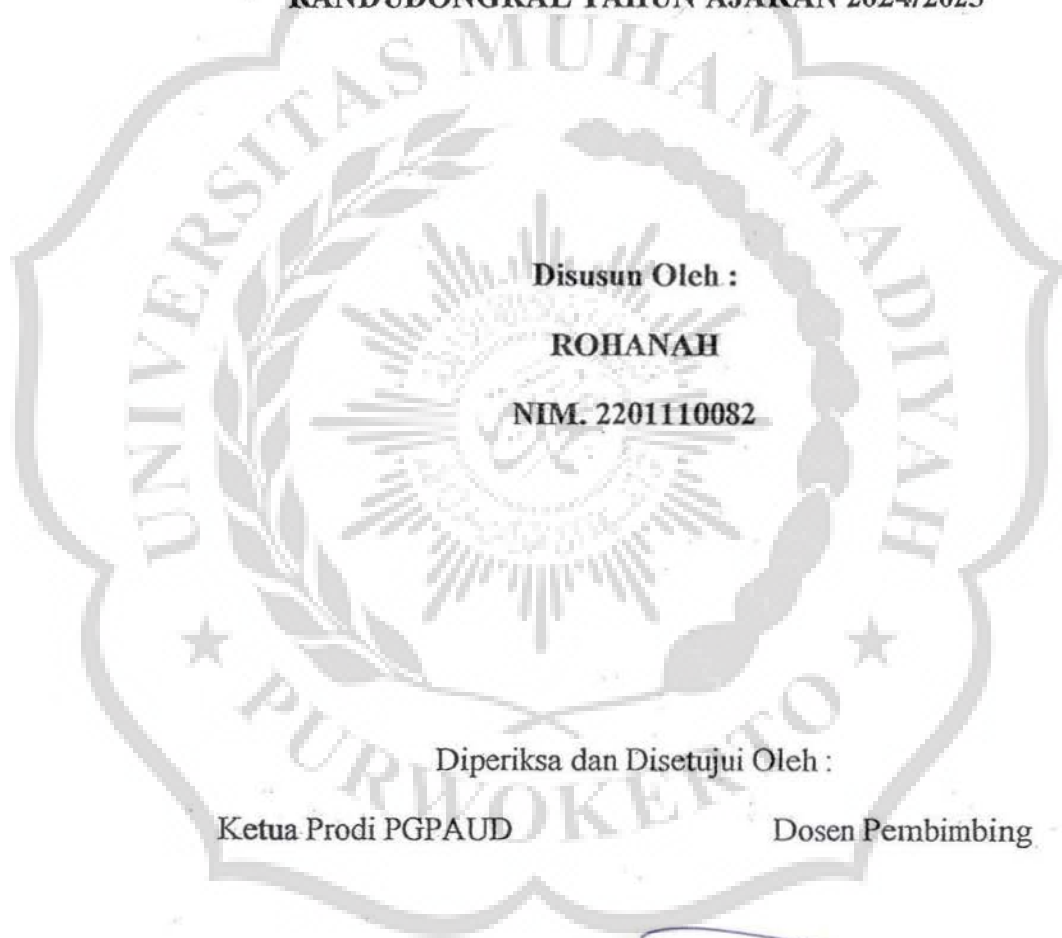 RANDUDONGKAL TAHUN AJARAN 2024/2025
UNIVERSITAS MUHAMMADIYAH
Disusun Oleh :
ROHANAH
NIM. 2201110082
PURWOKERTO
Diperiksa dan Disetujui Oleh :
Ketua Prodi PGPAUD Dosen Pembimbing